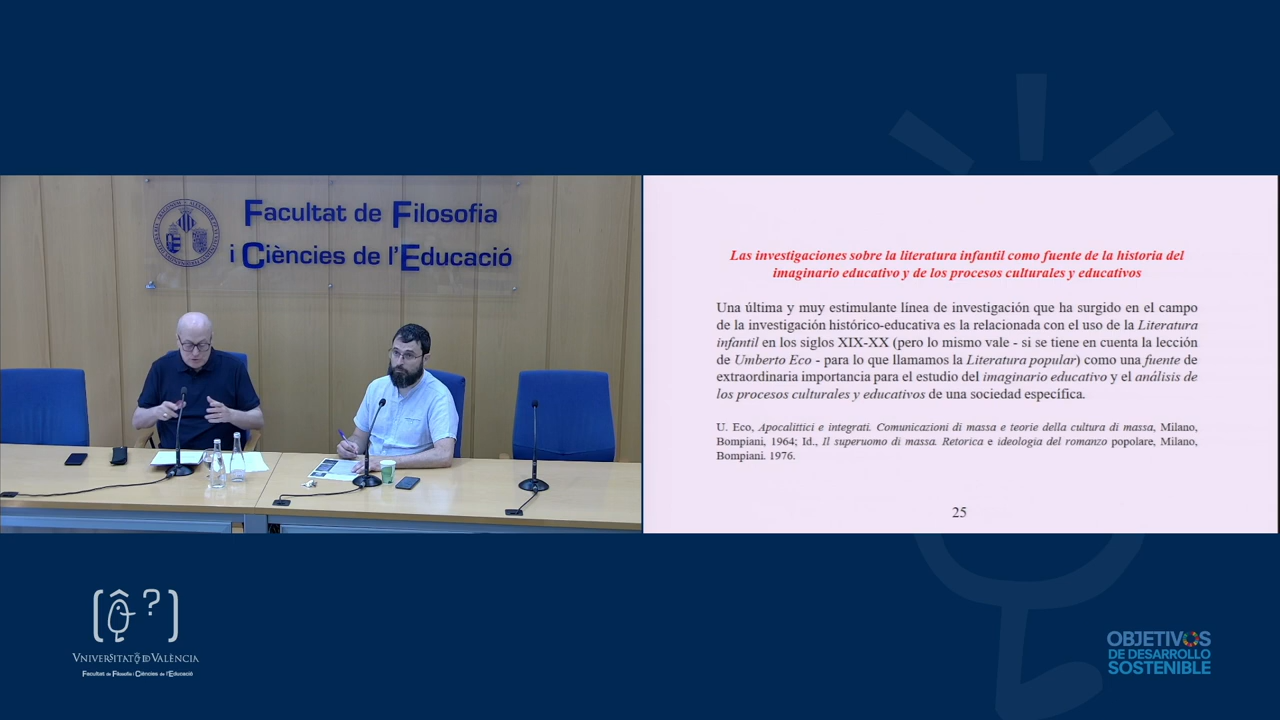 Facultat de Filosofia
i Ciències de l'Educació
Las investigaciones sobre la literatura infantil como fuente de la historia del
imaginario educativo y de los procesos culturales y educativos
Una última y muy estimulante línea de investigación que ha surgido en el campo
de la investigación histórico-educativa es la relacionada con el uso de la Literatura
infantil en los siglos XIX-XX (pero lo mismo vale - si se tiene en cuenta la lección
de Umberto Eco - para lo que llamamos la Literatura popular) como una fuente de
extraordinaria importancia para el estudio del imaginario educativo y el análisis de
los procesos culturales y educativos de una sociedad específica.
U. Eco, Apocalittici e integrati. Comunicazioni di massa e teorie della cultura di massa, Milano,
Bompiani, 1964; Id., Il superuomo di massa. Retorica e ideologia del romanzo popolare, Milano,
Bompiani. 1976.
25
[ ? ]
VNIVERSITATQ̂ DVALÈNCIA
Facultat de Filosofia i Ciències de l'Educació
OBJETIVOS
DE DESARROLLO
SOSTENIBLE